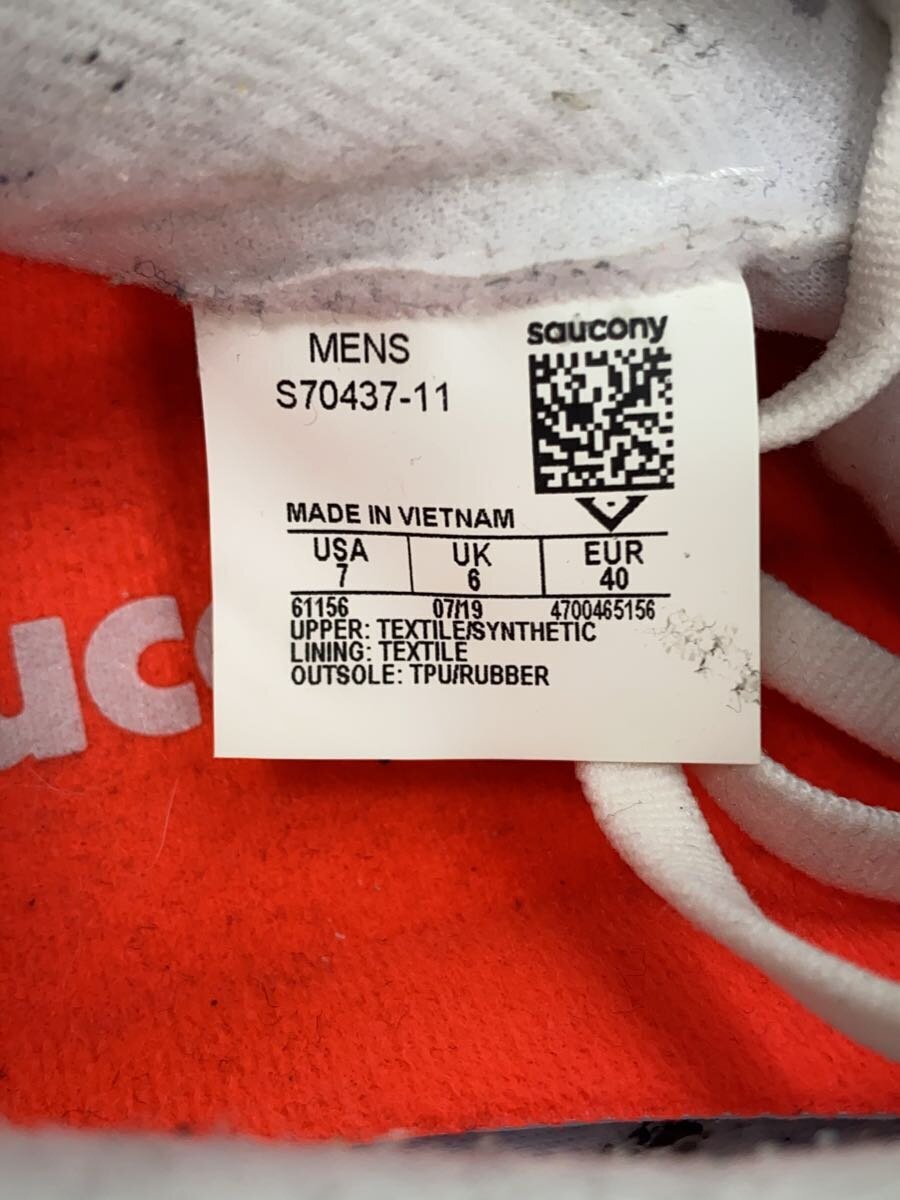 saucony
MENS
S70437-11
MADE IN VIETNAM
USA UK EUR
7 6 40
61156 07/19 4700465156
UPPER: TEXTILE/SYNTHETIC
LINING: TEXTILE
OUTSOLE: TPU/RUBBER
uc